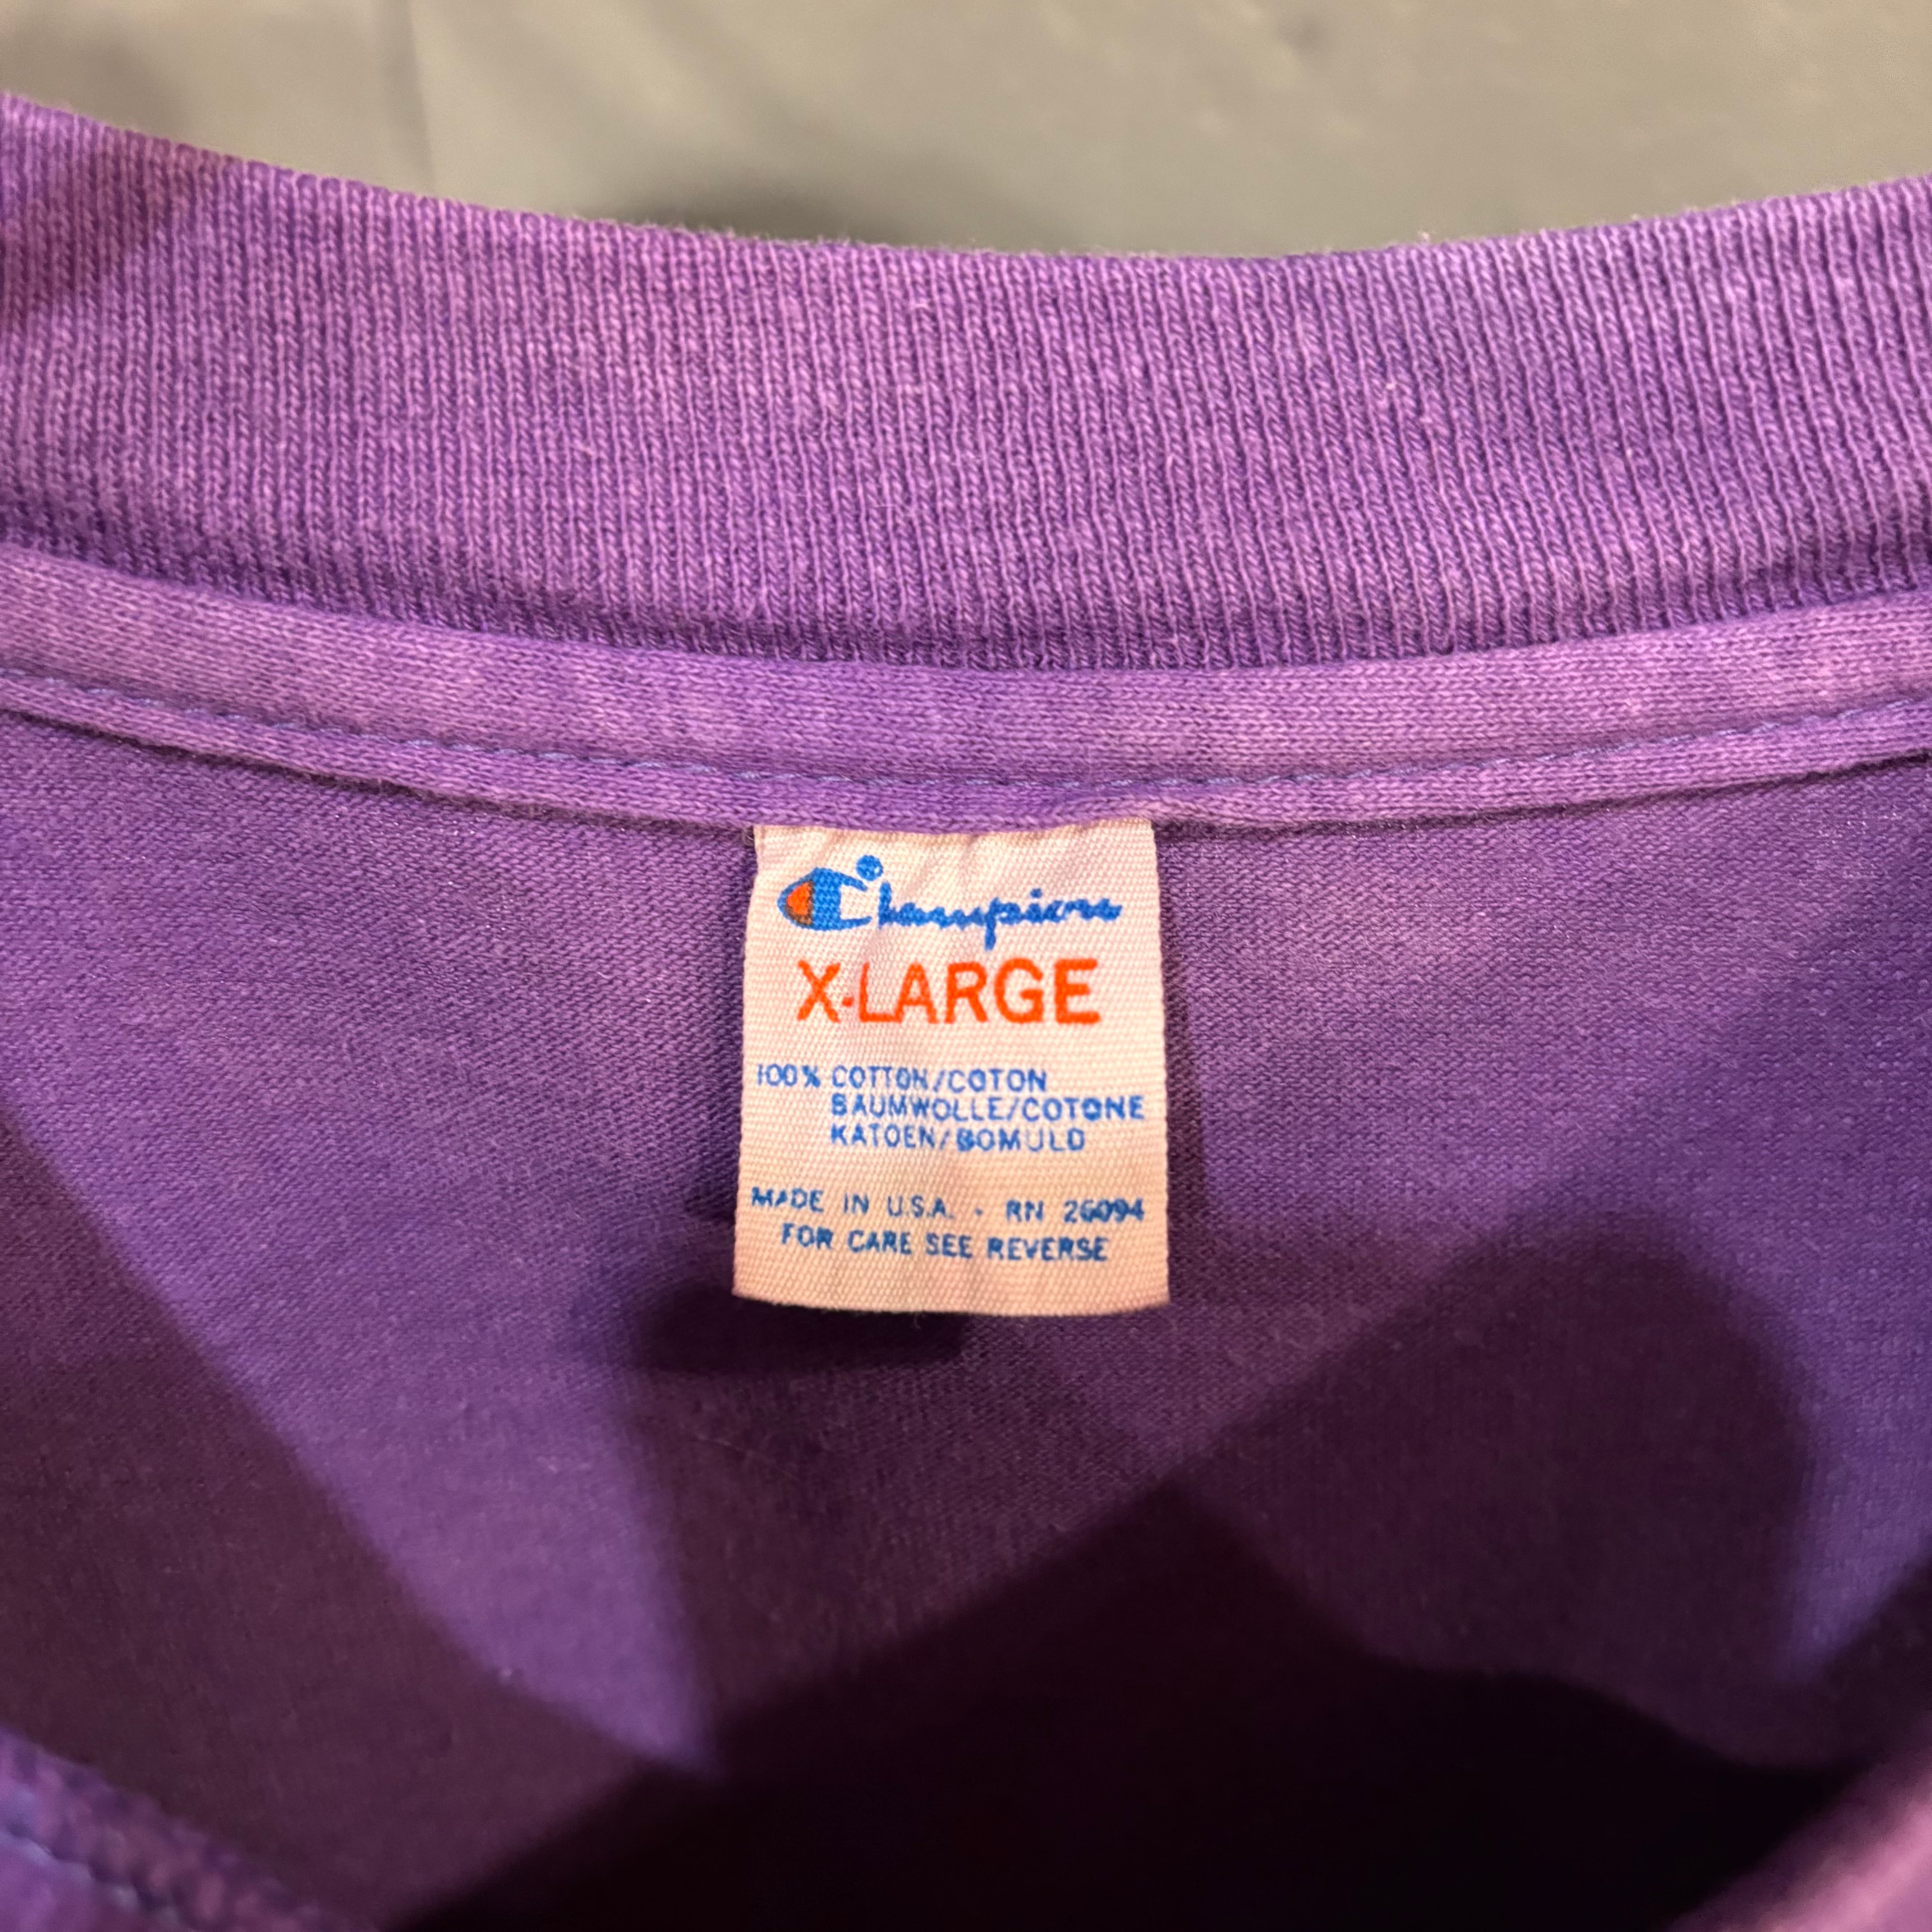 Champion
X-LARGE
100% COTTON/COTON
BAUMWOLLE/COTONE
KATOEN/BOMULD
MADE IN U.S.A. - RN 26094
FOR CARE SEE REVERSE